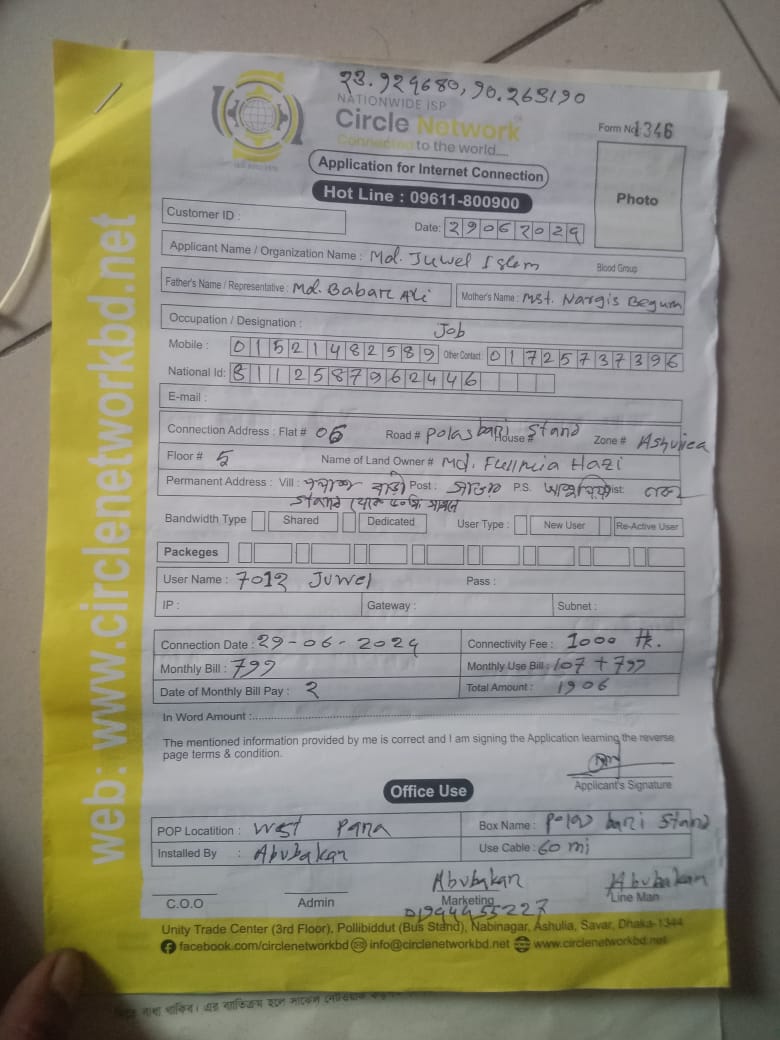 23.924680, 90.263190
NATIONWIDE ISP
Circle Network
Connected to the world....
Form No: 1346
Application for Internet Connection
Hot Line : 09611-800900
Photo
Customer ID :
Date: 29062024
Applicant Name / Organization Name : Md. Juwel Islam
Blood Group
Father's Name / Representative : Md. Babar Ali Mother's Name : Mst. Nargis Begum
Occupation / Designation : Job
Mobile : 01521482589 Other Contact 01725737396
National Id: 5112587962446
E-mail :
Connection Address : Flat # 05 Road # polas bari stand House # Zone # Ashuliea
Floor # 5 Name of Land Owner # Md. Fullmia Hazi
Permanent Address : Vill : পলাশ বাড়ী Post : P.S. Dist:
Stand থেকে
Bandwidth Type Shared Dedicated User Type : New User Re-Active User
Packeges
User Name : 7012 Juwel Pass :
IP : Gateway : Subnet :
Connection Date : 29-06-2024 Connectivity Fee : 1000 tk.
Monthly Bill : 799 Monthly Use Bill : 107 + 799
Date of Monthly Bill Pay : 2 Total Amount : 1906
In Word Amount :
The mentioned information provided by me is correct and I am signing the Application learning the reverse
page terms & condition.
Applicant's Signature
Office Use
POP Locatition : West Para Box Name : Polas bari Stand
Installed By : Abubakar Use Cable : 60 mi
Abubakar Abubakar
C.O.O Admin Marketing Line Man
01944455227
Unity Trade Center (3rd Floor), Pollibiddut (Bus Stand), Nabinagar, Ashulia, Savar, Dhaka-1344
facebook.com/circlenetworkbd info@circlenetworkbd.net www.circlenetworkbd.net
web: www.circlenetworkbd.net